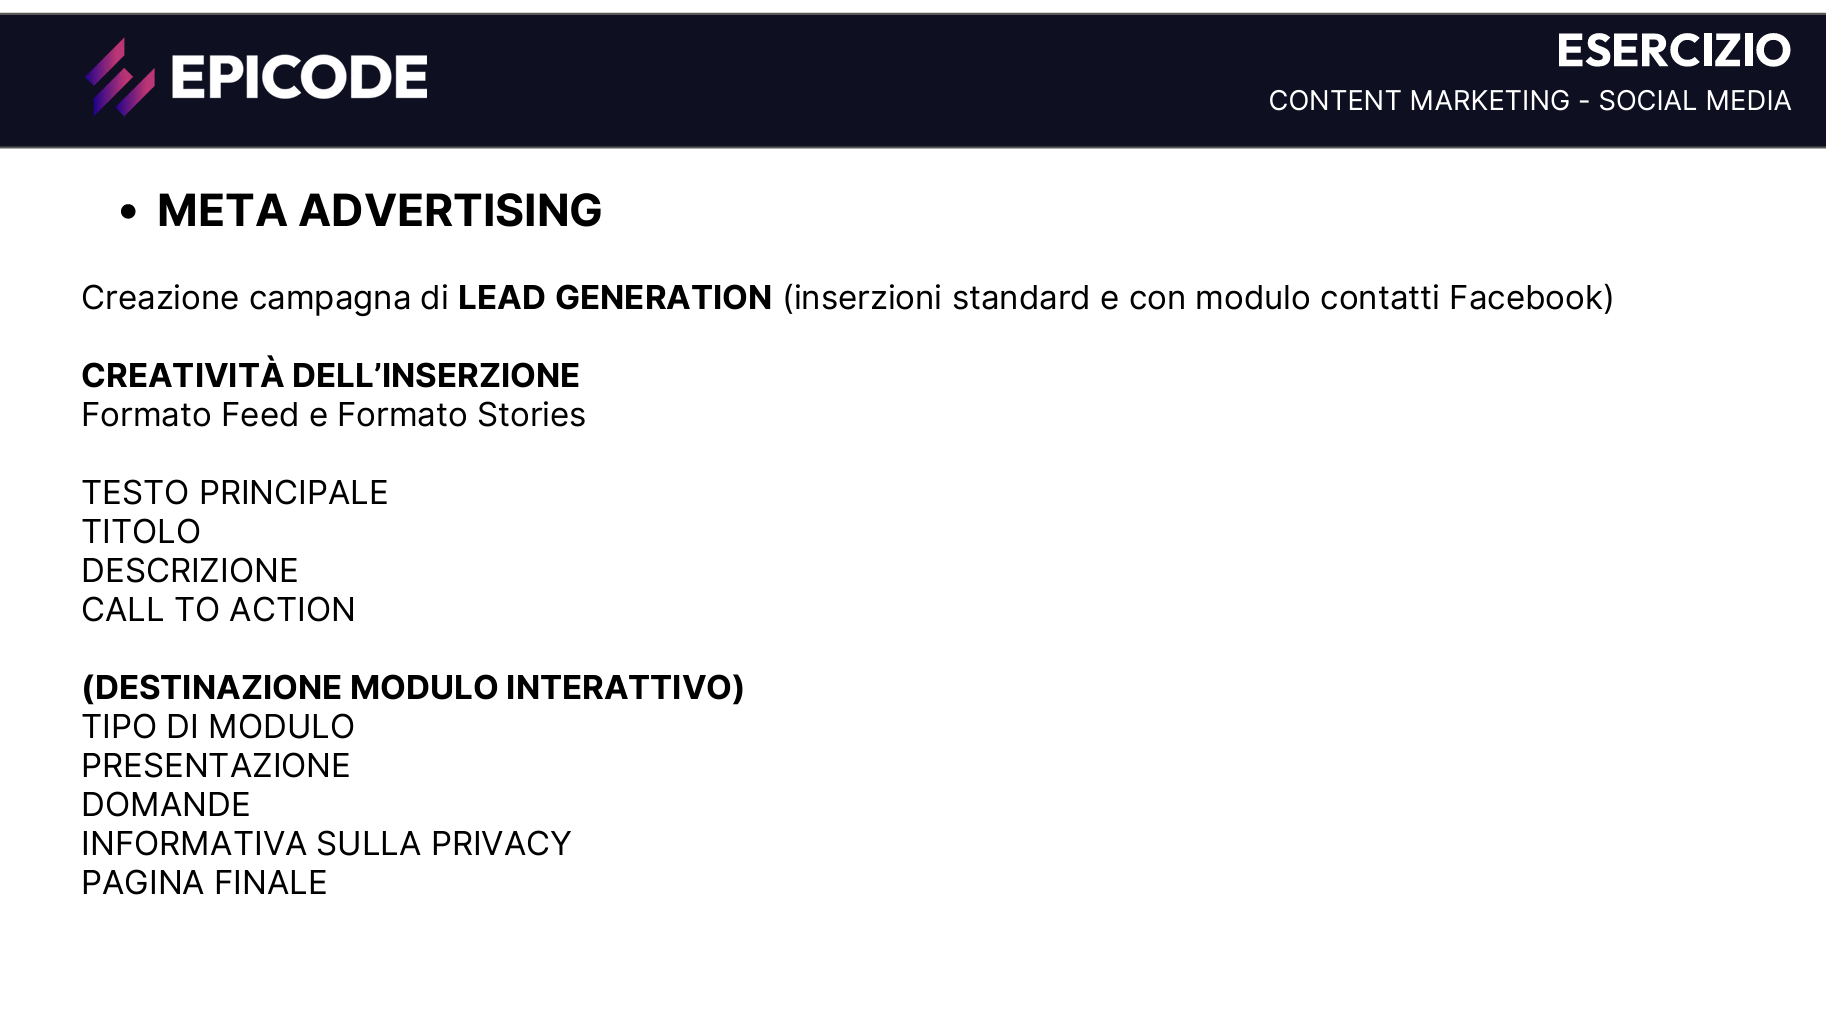 EPICODE
ESERCIZIO
CONTENT MARKETING - SOCIAL MEDIA
• META ADVERTISING
Creazione campagna di LEAD GENERATION (inserzioni standard e con modulo contatti Facebook)
CREATIVITÀ DELL’INSERZIONE
Formato Feed e Formato Stories
TESTO PRINCIPALE
TITOLO
DESCRIZIONE
CALL TO ACTION
(DESTINAZIONE MODULO INTERATTIVO)
TIPO DI MODULO
PRESENTAZIONE
DOMANDE
INFORMATIVA SULLA PRIVACY
PAGINA FINALE